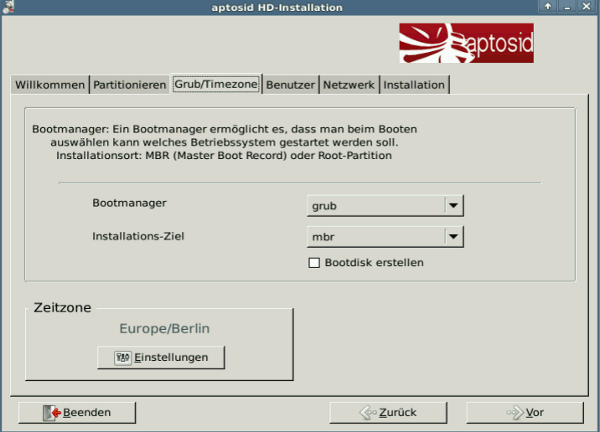 aptosid HD-Installation
aptosid
Willkommen Partitionieren Grub/Timezone Benutzer Netzwerk Installation
Bootmanager: Ein Bootmanager ermöglicht es, dass man beim Booten
auswählen kann welches Betriebssystem gestartet werden soll.
Installationsort: MBR (Master Boot Record) oder Root-Partition
Bootmanager grub
Installations-Ziel mbr
Bootdisk erstellen
Zeitzone
Europe/Berlin
Einstellungen
Beenden Zurück Vor